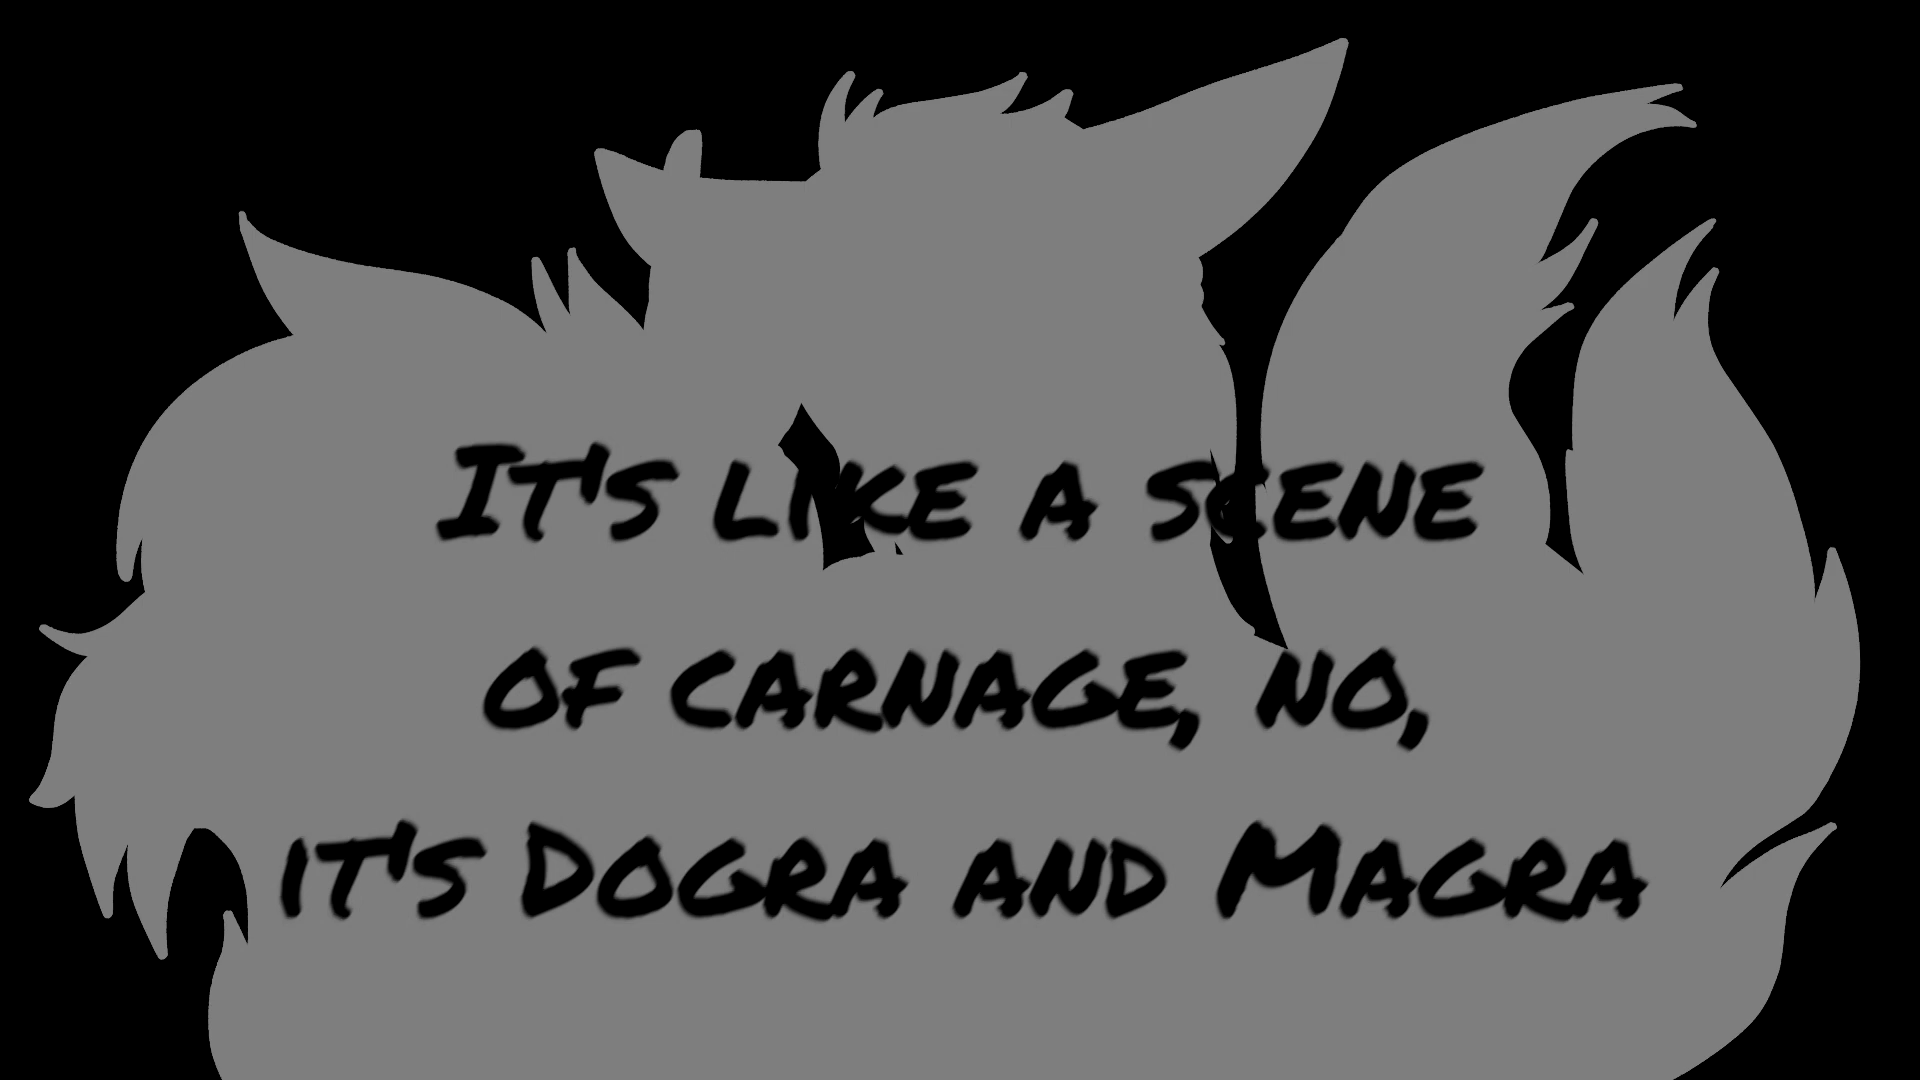 It's like a scene
of carnage, no,
it's Dogra and Magra